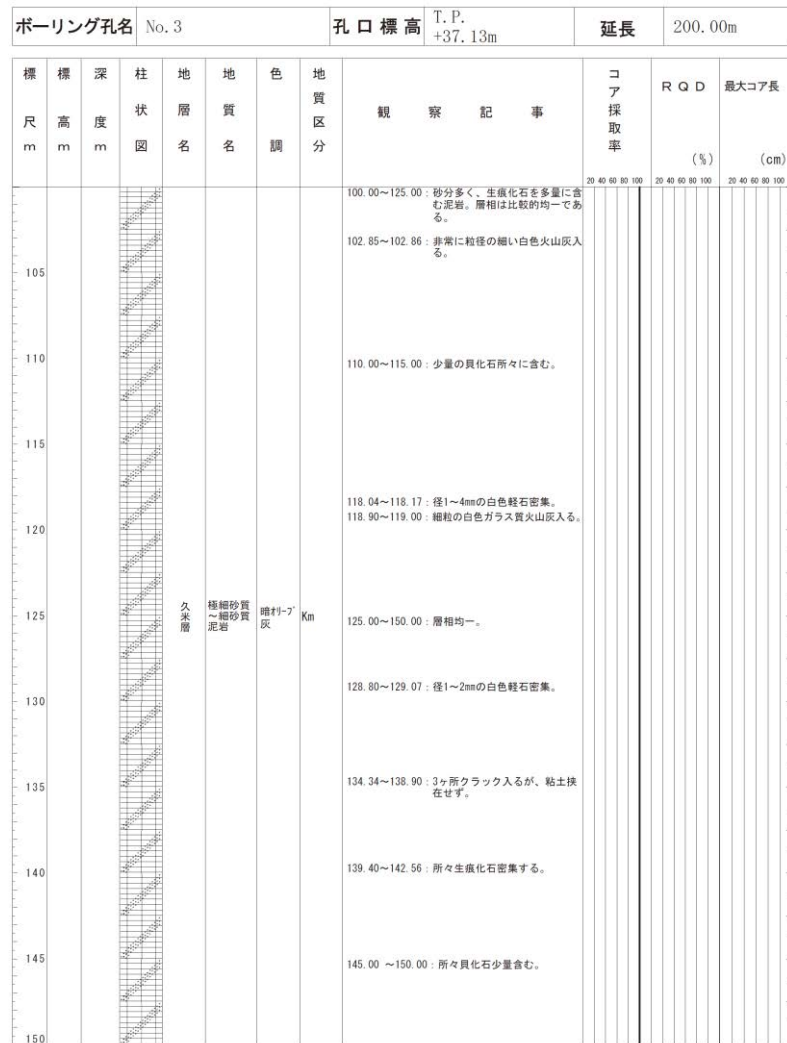 ボーリング孔名 No.3 孔口標高 T.P. +37.13m 延長 200.00m
標尺m 標高m 深度m 柱状図 地層名 地質名 色調 地質区分 観察記事 コア採取率 RQD (%) 最大コア長 (cm)
20 40 60 80 100 20 40 60 80 100 20 40 60 80 100
100.00～125.00：砂分多く、生痕化石を多量に含
む泥岩。層相は比較的均一であ
る。
102.85～102.86：非常に粒径の細い白色火山灰入
る。
105
110
110.00～115.00：少量の貝化石所々に含む。
115
118.04～118.17：径1～4㎜の白色軽石密集。
118.90～119.00：細粒の白色ガラス質火山灰入る。
120
久米層
極細砂質
～細砂質
泥岩
暗ｵﾘｰﾌﾞ
灰
Km
125
125.00～150.00：層相均一。
128.80～129.07：径1～2㎜の白色軽石密集。
130
134.34～138.90：3ヶ所クラック入るが、粘土挟
在せず。
135
139.40～142.56：所々生痕化石密集する。
140
145
145.00 ～150.00：所々貝化石少量含む。
150